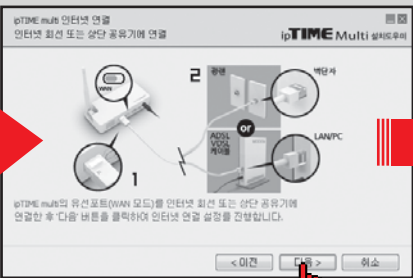 ipTIME multi 인터넷 연결
인터넷 회선 또는 상단 공유기에 연결
ipTIME Multi 설치도우미
WAN
1
2
광랜
벽단자
or
ADSL
VDSL
케이블
LAN/PC
ipTIME multi의 유선포트(WAN 모드)를 인터넷 회선 또는 상단 공유기에
연결한 후 '다음' 버튼을 클릭하여 인터넷 연결 설정를 진행합니다.
< 이전
다음 >
취소